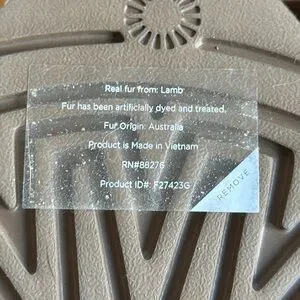 Real fur from: Lamb
Fur has been artificially dyed and treated.
Fur Origin: Australia
Product is Made in Vietnam
RN#88276
Product ID#: F27423G
REMOVE